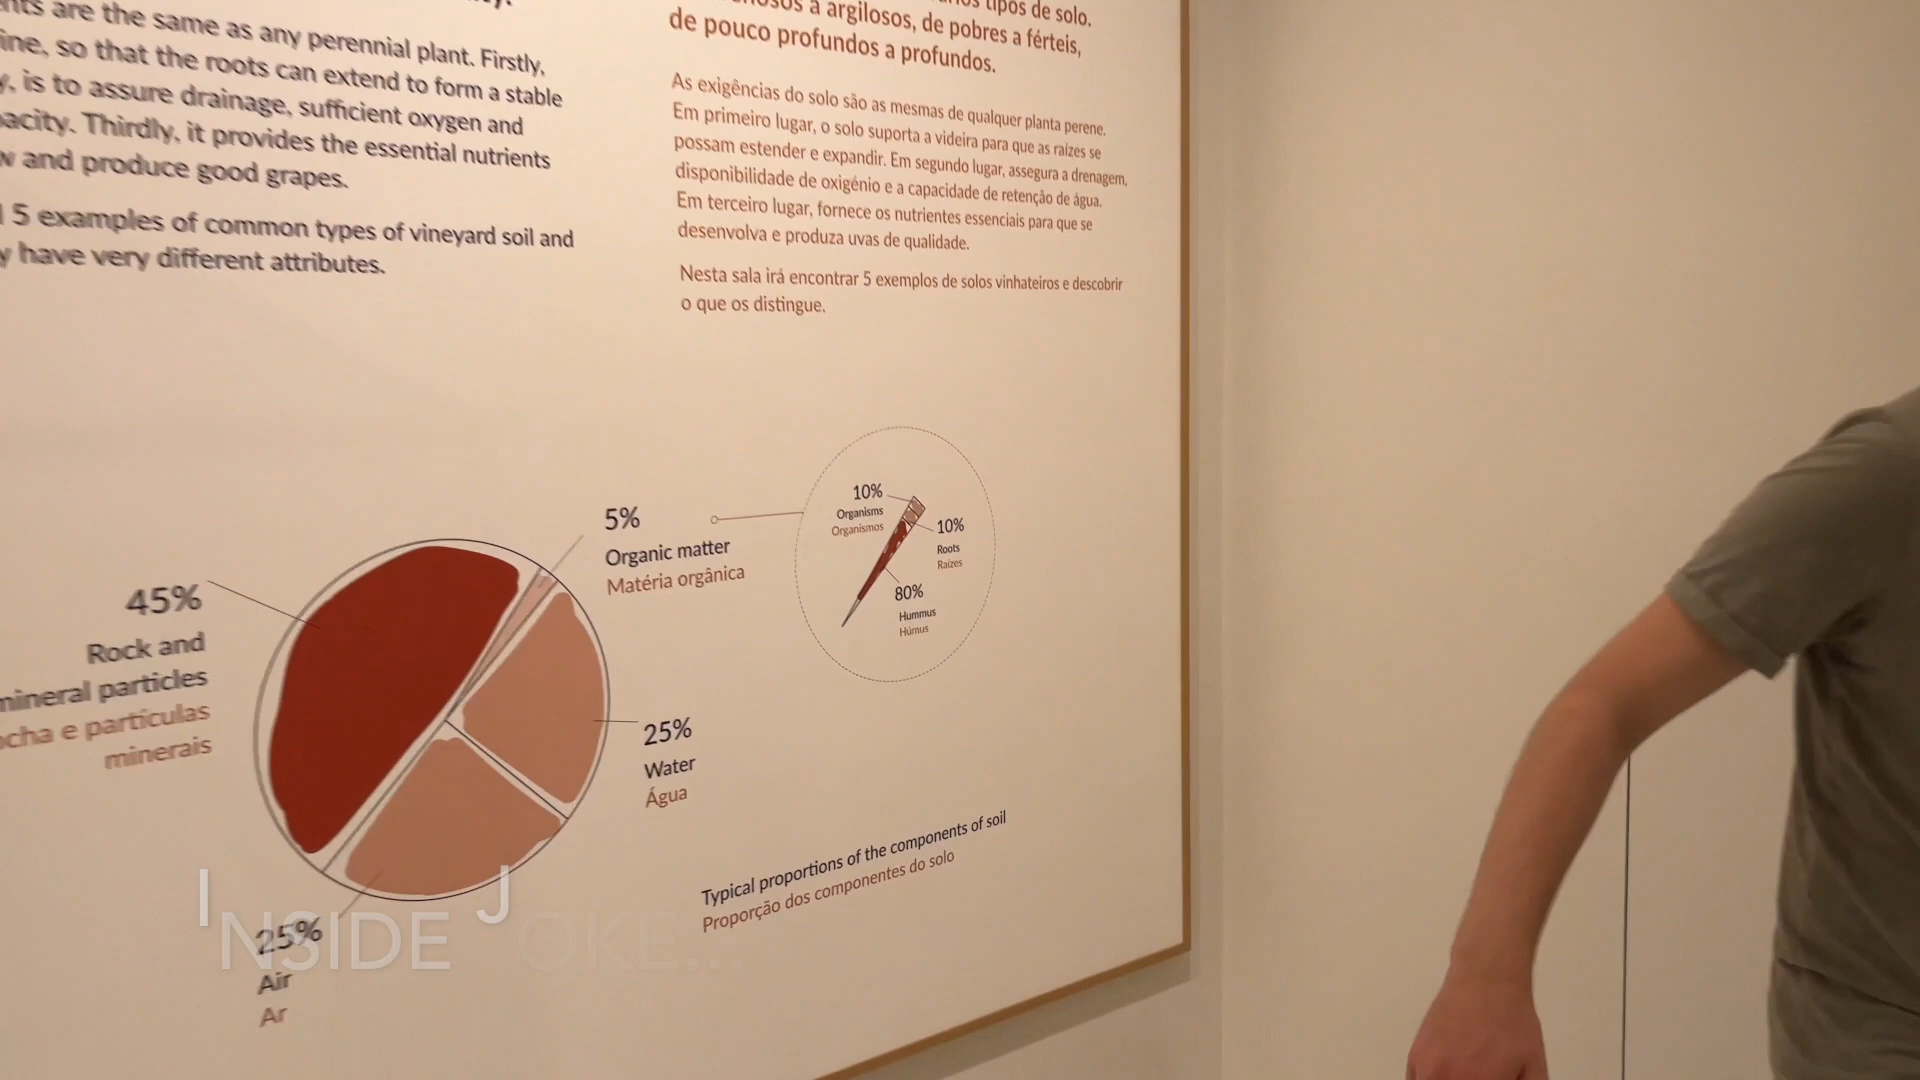 are the same as any perennial plant. Firstly,
so that the roots can extend to form a stable
is to assure drainage, sufficient oxygen and
Thirdly, it provides the essential nutrients
and produce good grapes.
5 examples of common types of vineyard soil and
have very different attributes.
tipos de solo,
a argilosos, de pobres a férteis,
de pouco profundos a profundos.
As exigências do solo são as mesmas de qualquer planta perene.
Em primeiro lugar, o solo suporta a videira para que as raízes se
possam estender e expandir. Em segundo lugar, assegura a drenagem,
disponibilidade de oxigénio e a capacidade de retenção de água.
Em terceiro lugar, fornece os nutrientes essenciais para que se
desenvolva e produza uvas de qualidade.
Nesta sala irá encontrar 5 exemplos de solos vinhateiros e descobrir
o que os distingue.
45%
Rock and
mineral particles
e partículas
minerais
5%
Organic matter
Matéria orgânica
10%
Organisms
Organismos
10%
Roots
Raízes
80%
Hummus
Húmus
25%
Water
Água
25%
Air
Ar
Typical proportions of the components of soil
Proporção dos componentes do solo
INSIDE JOKE...